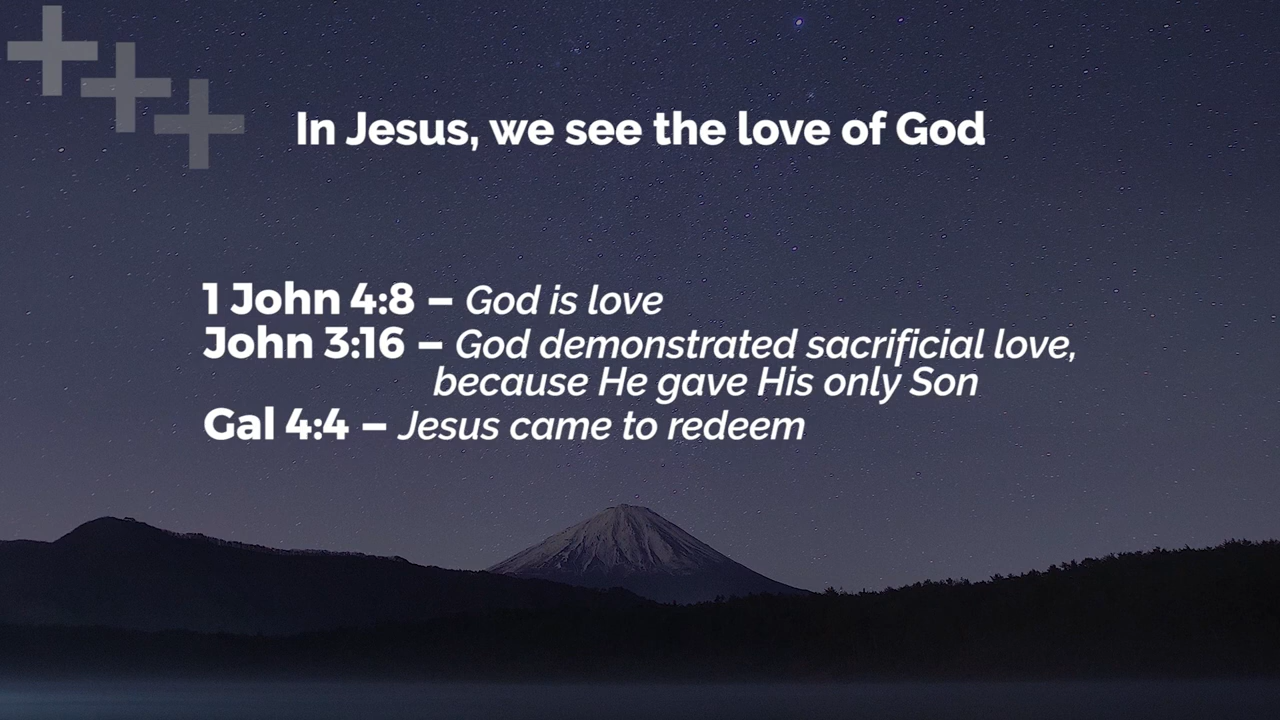 In Jesus, we see the love of God
1 John 4:8 – God is love
John 3:16 – God demonstrated sacrificial love,
because He gave His only Son
Gal 4:4 – Jesus came to redeem